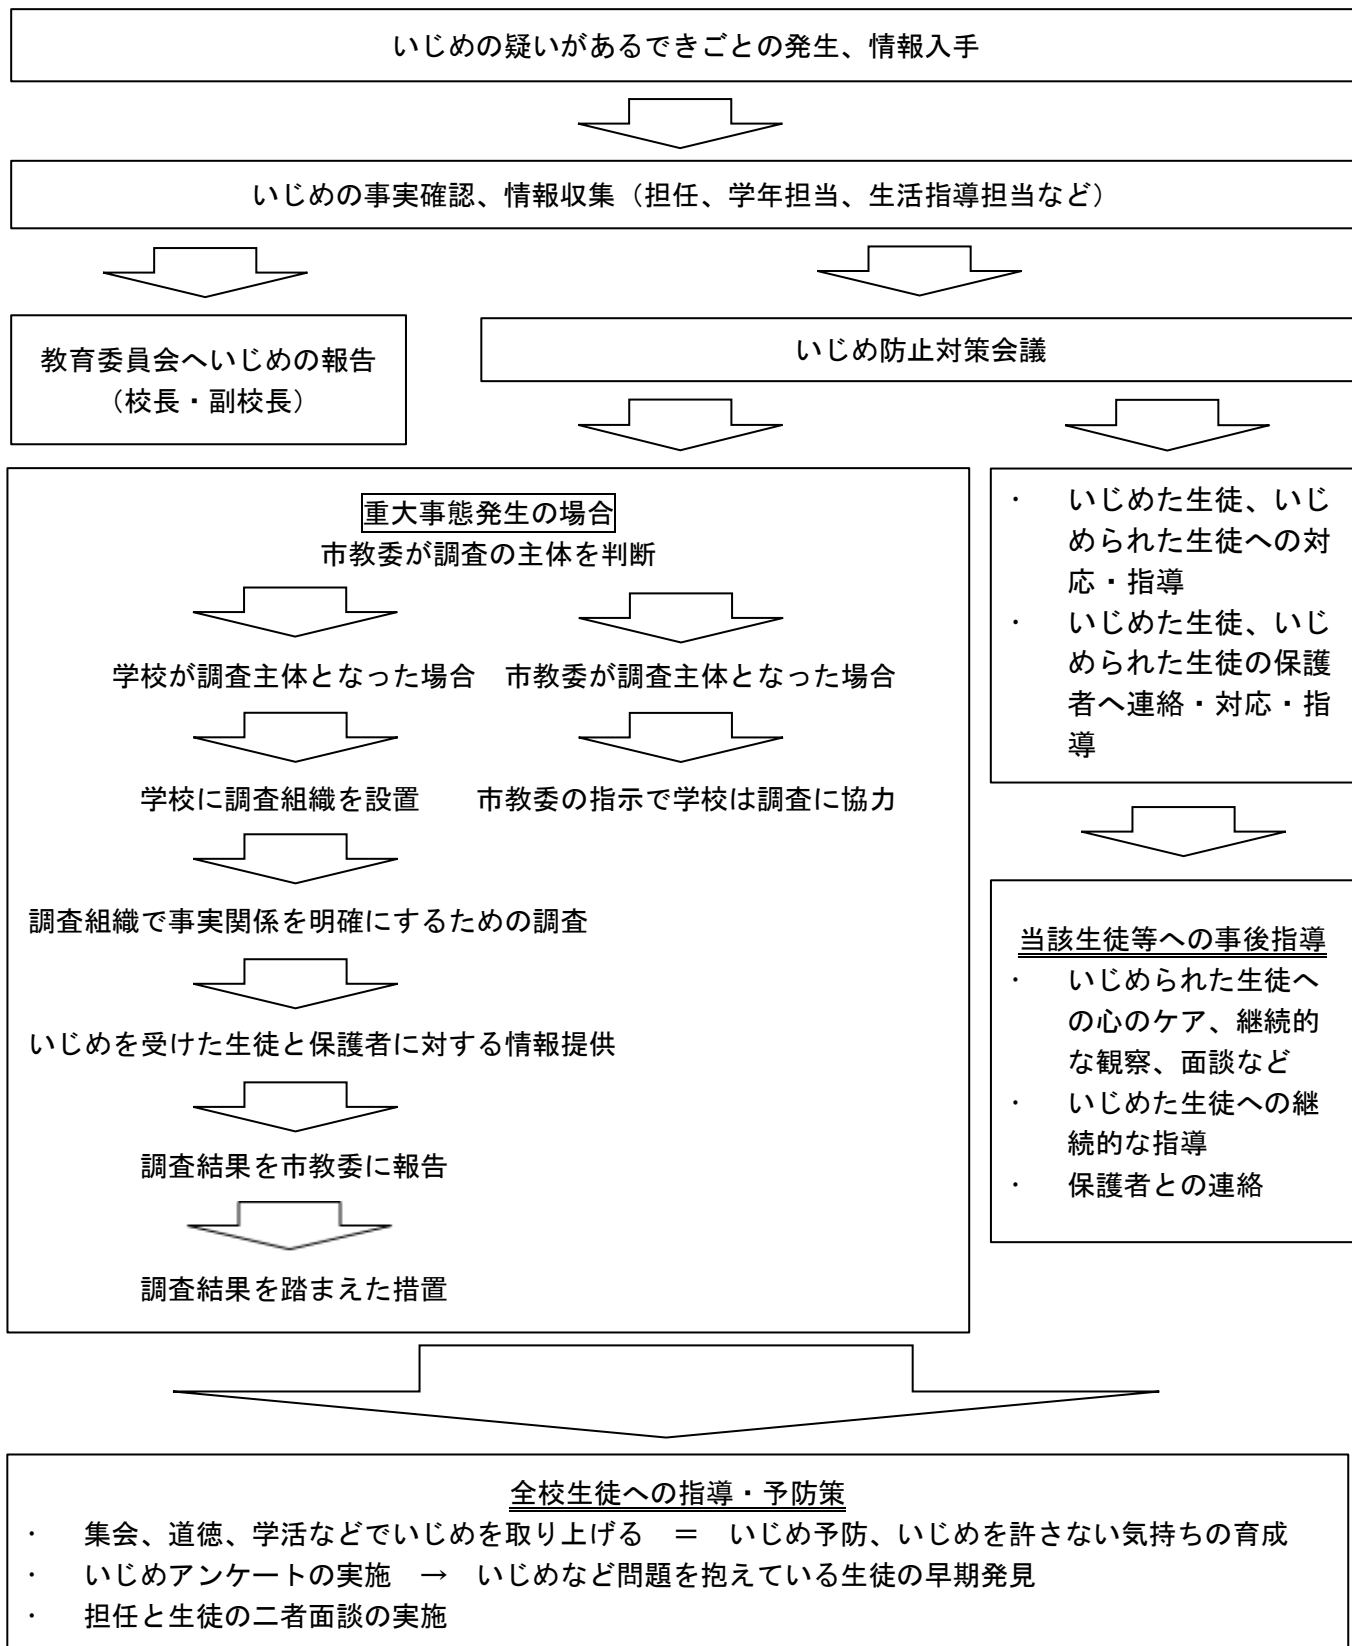 いじめの疑いがあるできごとの発生、情報入手
いじめの事実確認、情報収集（担任、学年担当、生活指導担当など）
教育委員会へいじめの報告
（校長・副校長）
いじめ防止対策会議
重大事態発生の場合
市教委が調査の主体を判断
学校が調査主体となった場合　市教委が調査主体となった場合
学校に調査組織を設置　市教委の指示で学校は調査に協力
調査組織で事実関係を明確にするための調査
いじめを受けた生徒と保護者に対する情報提供
調査結果を市教委に報告
調査結果を踏まえた措置
・　いじめた生徒、いじ
められた生徒への対
応・指導
・　いじめた生徒、いじ
められた生徒の保護
者へ連絡・対応・指
導
当該生徒等への事後指導
・　いじめられた生徒へ
の心のケア、継続的
な観察、面談など
・　いじめた生徒への継
続的な指導
・　保護者との連絡
全校生徒への指導・予防策
・　集会、道徳、学活などでいじめを取り上げる　＝　いじめ予防、いじめを許さない気持ちの育成
・　いじめアンケートの実施　→　いじめなど問題を抱えている生徒の早期発見
・　担任と生徒の二者面談の実施